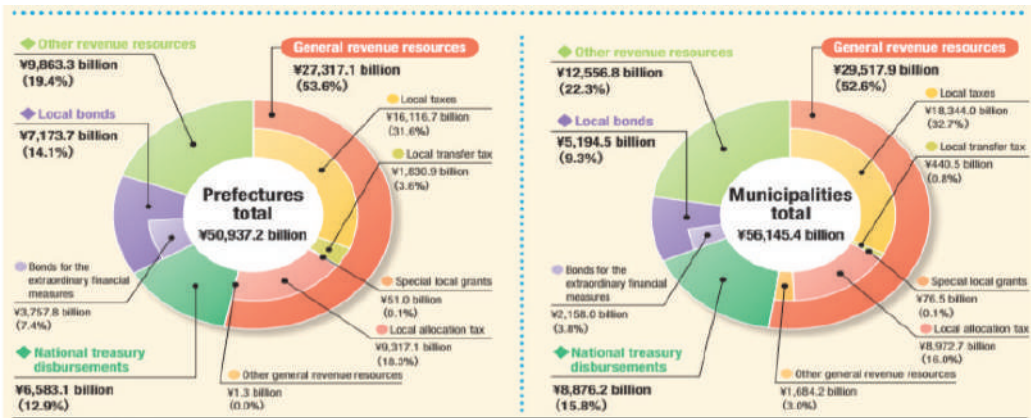 Other revenue resources
¥9,863.3 billion
(19.4%)
General revenue resources
¥27,317.1 billion
(53.6%)
Local taxes
¥16,116.7 billion
(31.6%)
Local transfer tax
¥1,830.9 billion
(3.6%)
Local bonds
¥7,173.7 billion
(14.1%)
Prefectures
total
¥50,937.2 billion
Bonds for the
extraordinary financial
measures
¥3,757.8 billion
(7.4%)
Special local grants
¥51.0 billion
(0.1%)
Local allocation tax
¥9,317.1 billion
(18.3%)
National treasury
disbursements
¥6,583.1 billion
(12.9%)
Other general revenue resources
¥1.3 billion
(0.0%)
Other revenue resources
¥12,556.8 billion
(22.3%)
General revenue resources
¥29,517.9 billion
(52.6%)
Local taxes
¥18,344.0 billion
(32.7%)
Local transfer tax
¥440.5 billion
(0.8%)
Local bonds
¥5,194.5 billion
(9.3%)
Municipalities
total
¥56,145.4 billion
Bonds for the
extraordinary financial
measures
¥2,158.0 billion
(3.8%)
Special local grants
¥76.5 billion
(0.1%)
Local allocation tax
¥8,972.7 billion
(16.0%)
National treasury
disbursements
¥8,876.2 billion
(15.8%)
Other general revenue resources
¥1,684.2 billion
(3.0%)